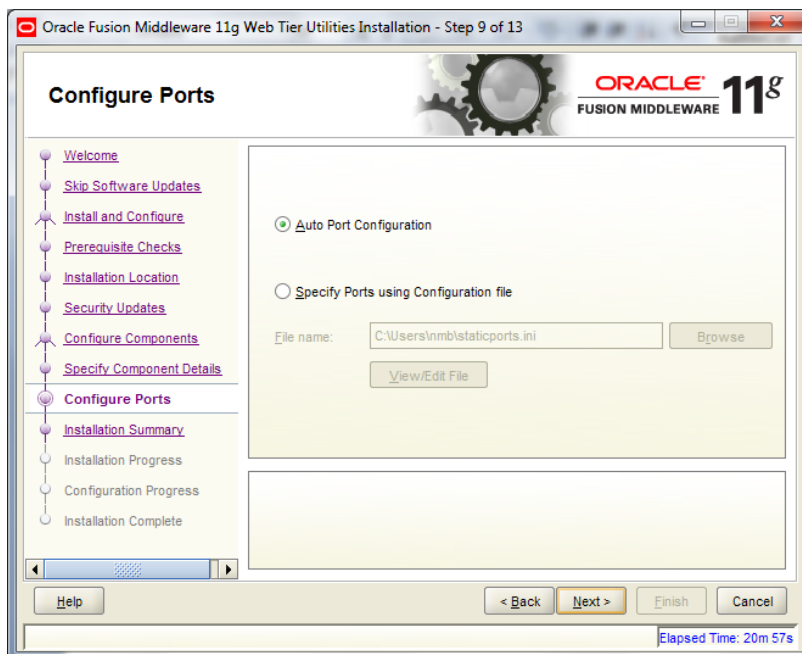 Oracle Fusion Middleware 11g Web Tier Utilities Installation - Step 9 of 13
Configure Ports
ORACLE
FUSION MIDDLEWARE
11g
Welcome
Skip Software Updates
Install and Configure
Prerequisite Checks
Installation Location
Security Updates
Configure Components
Specify Component Details
Configure Ports
Installation Summary
Installation Progress
Configuration Progress
Installation Complete
Auto Port Configuration
Specify Ports using Configuration file
File name:
C:\Users\nmb\staticports.ini
Browse
View/Edit File
Help
< Back
Next >
Finish
Cancel
Elapsed Time: 20m 57s